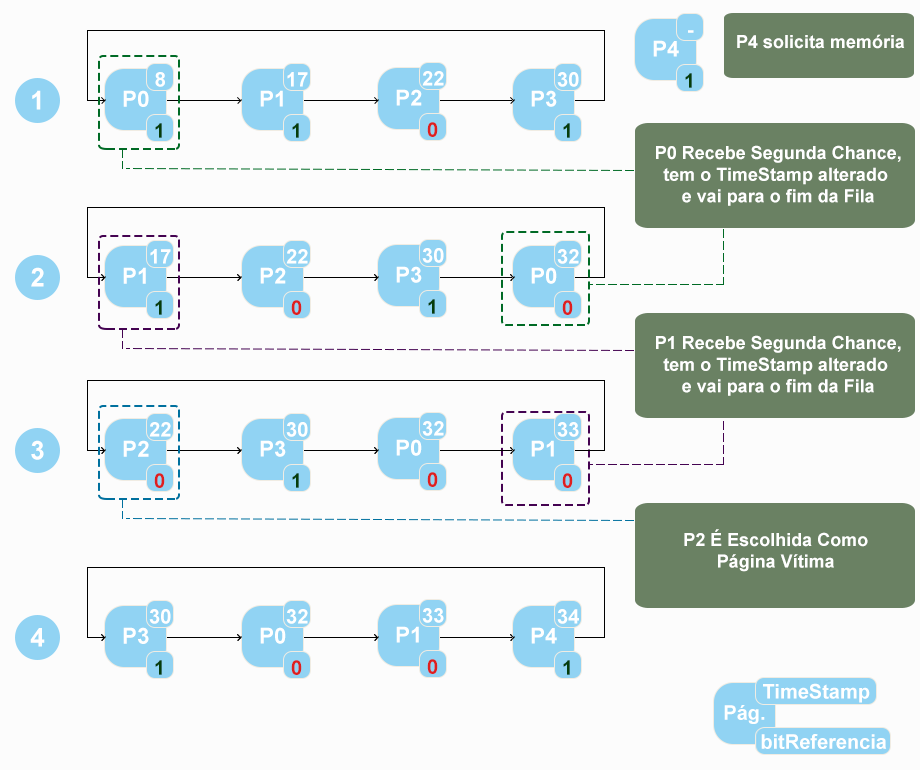 8 17 22 30 -
1 P0 P1 P2 P3 P4 P4 solicita memória
1 1 0 1 1
P0 Recebe Segunda Chance,
tem o TimeStamp alterado
e vai para o fim da Fila
17 22 30 32
2 P1 P2 P3 P0
1 0 1 0
P1 Recebe Segunda Chance,
tem o TimeStamp alterado
e vai para o fim da Fila
22 30 32 33
3 P2 P3 P0 P1
0 1 0 0
P2 É Escolhida Como
Página Vítima
30 32 33 34
4 P3 P0 P1 P4
1 0 0 1
TimeStamp
Pág.
bitReferencia